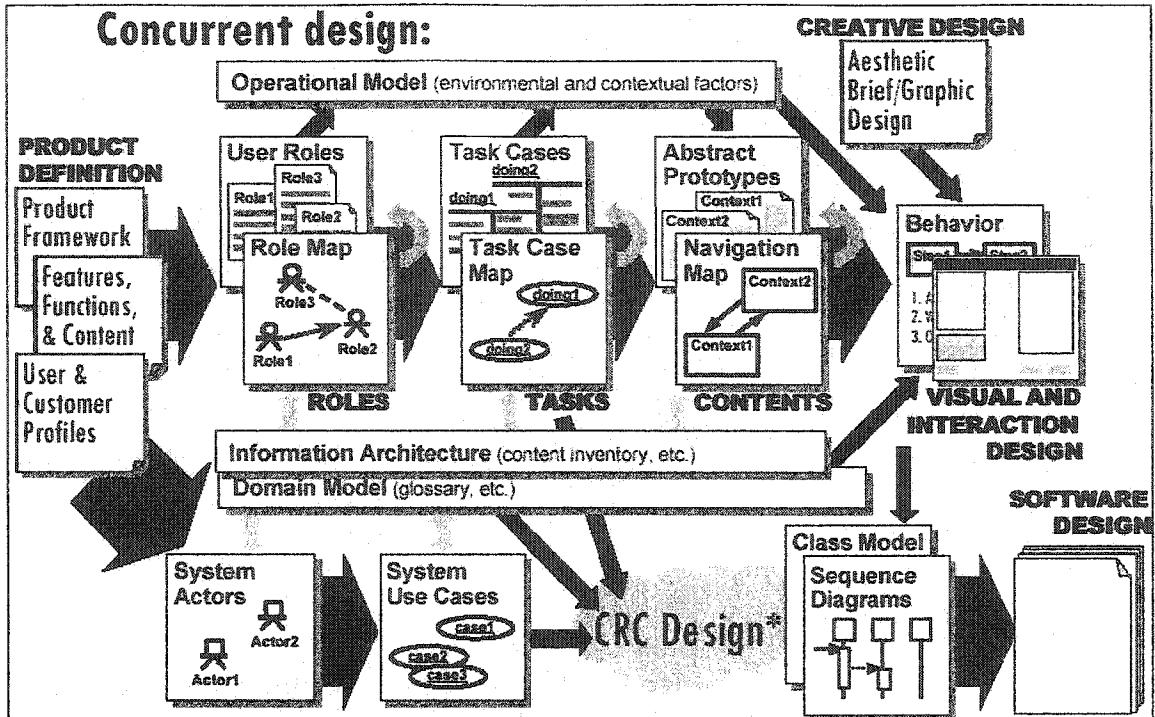 Concurrent design:
CREATIVE DESIGN
Aesthetic
Brief/Graphic
Design
Operational Model (environmental and contextual factors)
PRODUCT
DEFINITION
Product
Framework
Features,
Functions,
& Content
User &
Customer
Profiles
User Roles
Role3
Role1
Role2
Role Map
Role3
Role1
Role2
ROLES
Task Cases
doing2
doing1
Task Case
Map
doing1
doing2
TASKS
Abstract
Prototypes
Context1
Context2
Navigation
Map
Context2
Context1
CONTENTS
Behavior
1. A
2. W
3. O
VISUAL AND
INTERACTION
DESIGN
Information Architecture (content inventory, etc.)
Domain Model (glossary, etc.)
SOFTWARE
DESIGN
System
Actors
Actor2
Actor1
System
Use Cases
case1
case2
case3
CRC Design*
Class Model
Sequence
Diagrams